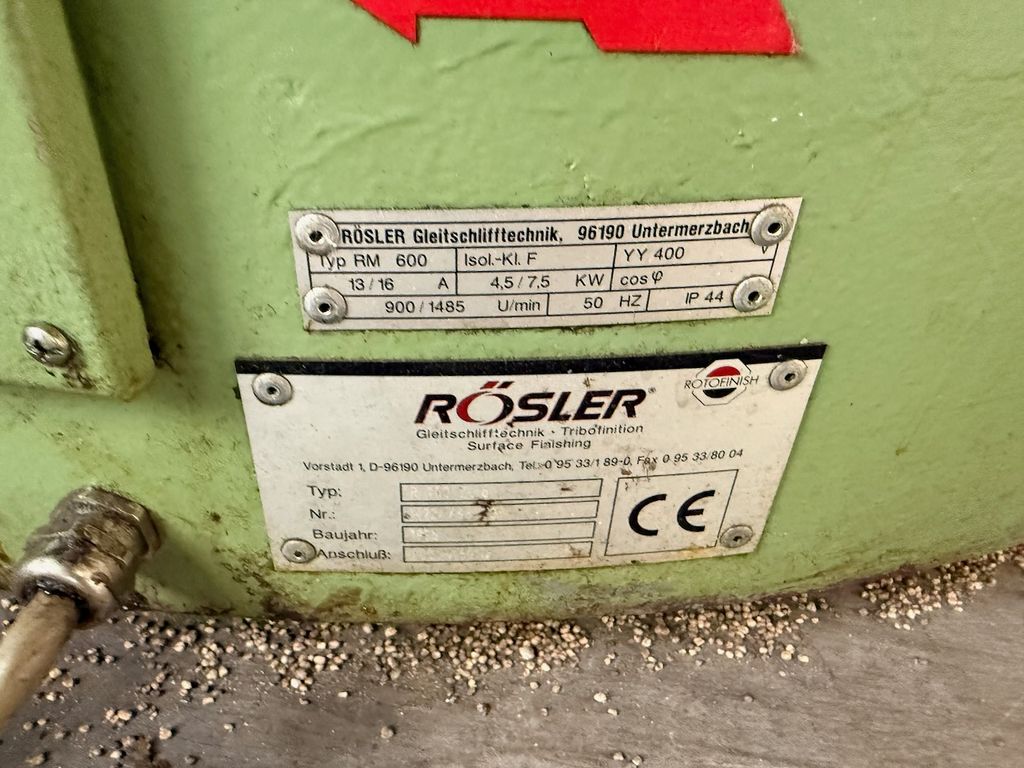 RÖSLER Gleitschlifftechnik, 96190 Untermerzbach
Typ RM 600 Isol.-Kl. F YY 400 V
13/16 A 4,5/7,5 KW cos φ
900/1485 U/min 50 HZ IP 44
RÖSLER®
ROTOFINISH
Gleitschlifftechnik · Tribofinition
Surface Finishing
Vorstadt 1, D-96190 Untermerzbach, Tel. 0 95 33/1 89-0, Fax 0 95 33/80 04
Typ:
Nr.:
Baujahr:
Anschluß:
CE